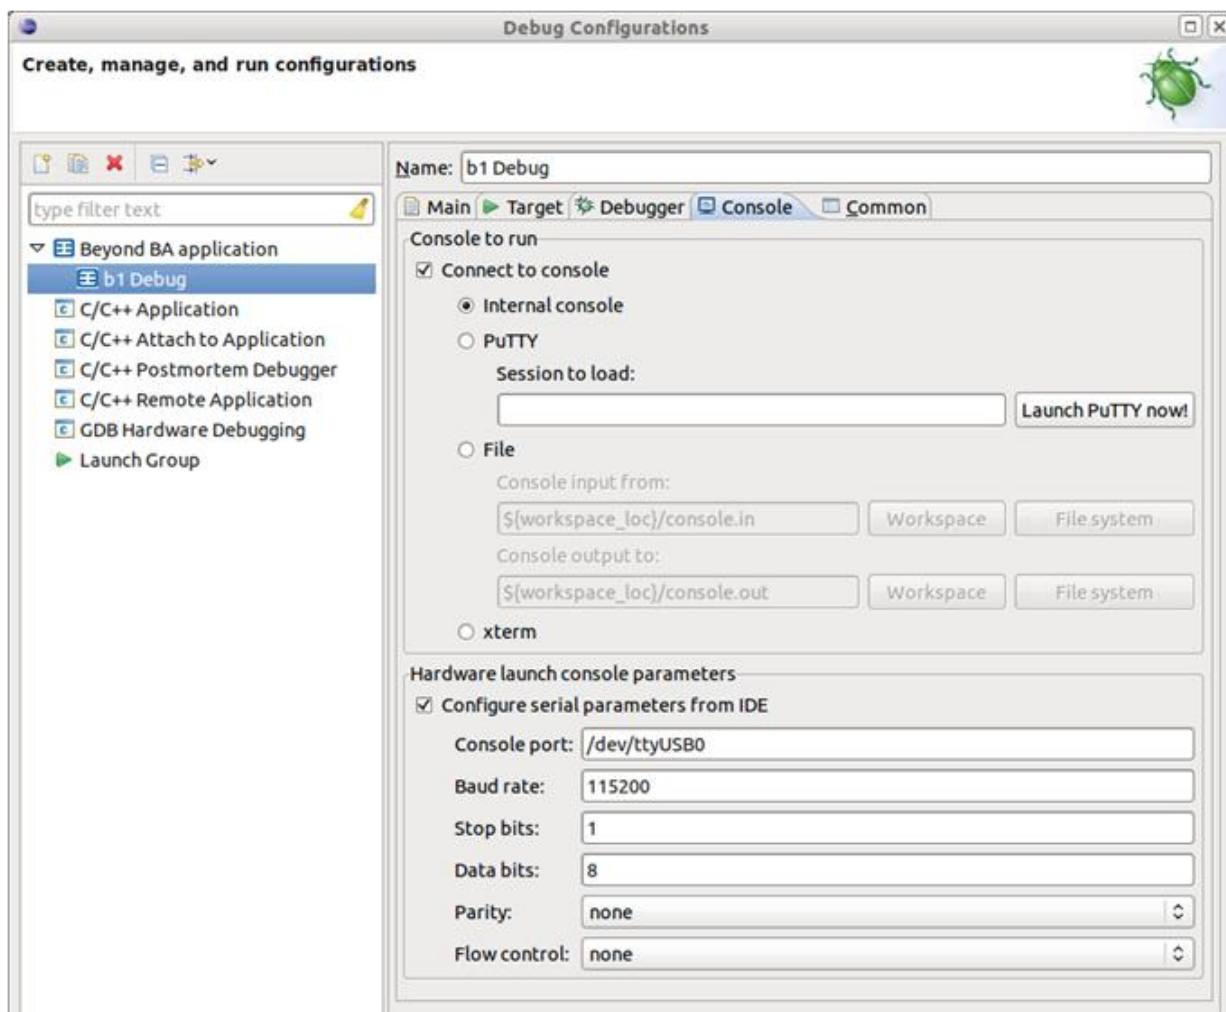 Debug Configurations
Create, manage, and run configurations
type filter text
Beyond BA application
b1 Debug
C/C++ Application
C/C++ Attach to Application
C/C++ Postmortem Debugger
C/C++ Remote Application
GDB Hardware Debugging
Launch Group
Name: b1 Debug
Main Target Debugger Console Common
Console to run
Connect to console
Internal console
PuTTY
Session to load:
Launch PuTTY now!
File
Console input from:
${workspace_loc}/console.in Workspace File system
Console output to:
${workspace_loc}/console.out Workspace File system
xterm
Hardware launch console parameters
Configure serial parameters from IDE
Console port: /dev/ttyUSB0
Baud rate: 115200
Stop bits: 1
Data bits: 8
Parity: none
Flow control: none